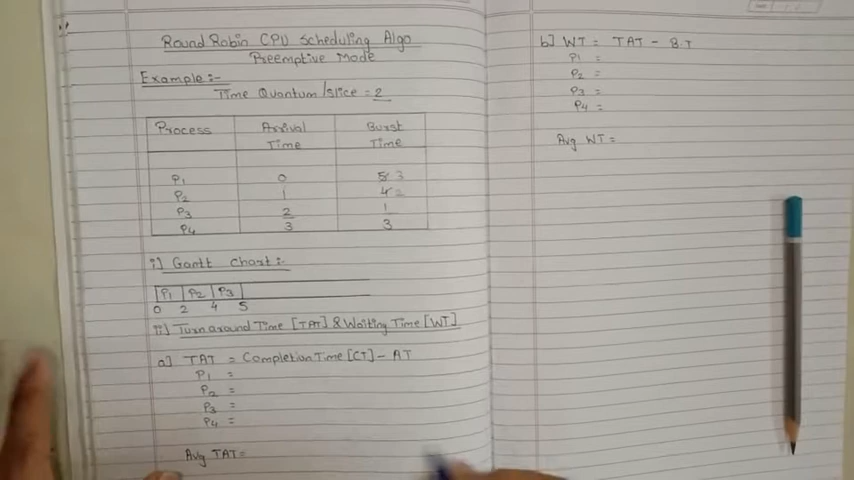 Round Robin CPU Scheduling Algo
Preemptive Mode
Example:-
Time Quantum/slice = 2
Process Arrival Time Burst Time
P1 0 5 3
P2 1 4 2
P3 2 1
P4 3 3
i) Gantt chart:-
P1 P2 P3
0 2 4 5
ii) Turnaround Time [TAT] & Waiting Time [WT]
a) TAT = Completion Time [CT] - AT
P1 =
P2 =
P3 =
P4 =
Avg TAT=
b) WT = TAT - BT
P1 =
P2 =
P3 =
P4 =
Avg WT =